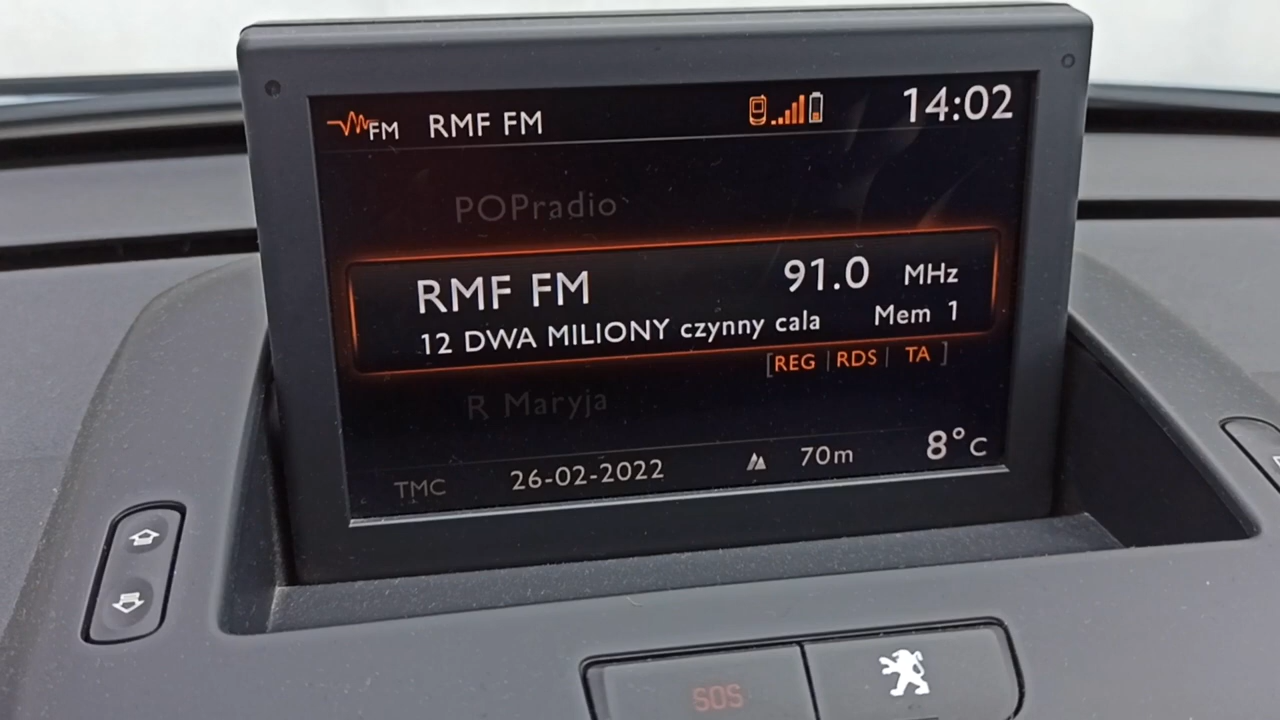 FM RMF FM 14:02
POPradio
RMF FM 91.0 MHz
12 DWA MILIONY czynny cala Mem 1
[REG | RDS | TA ]
R Maryja
TMC 26-02-2022 70m 8°C
SOS